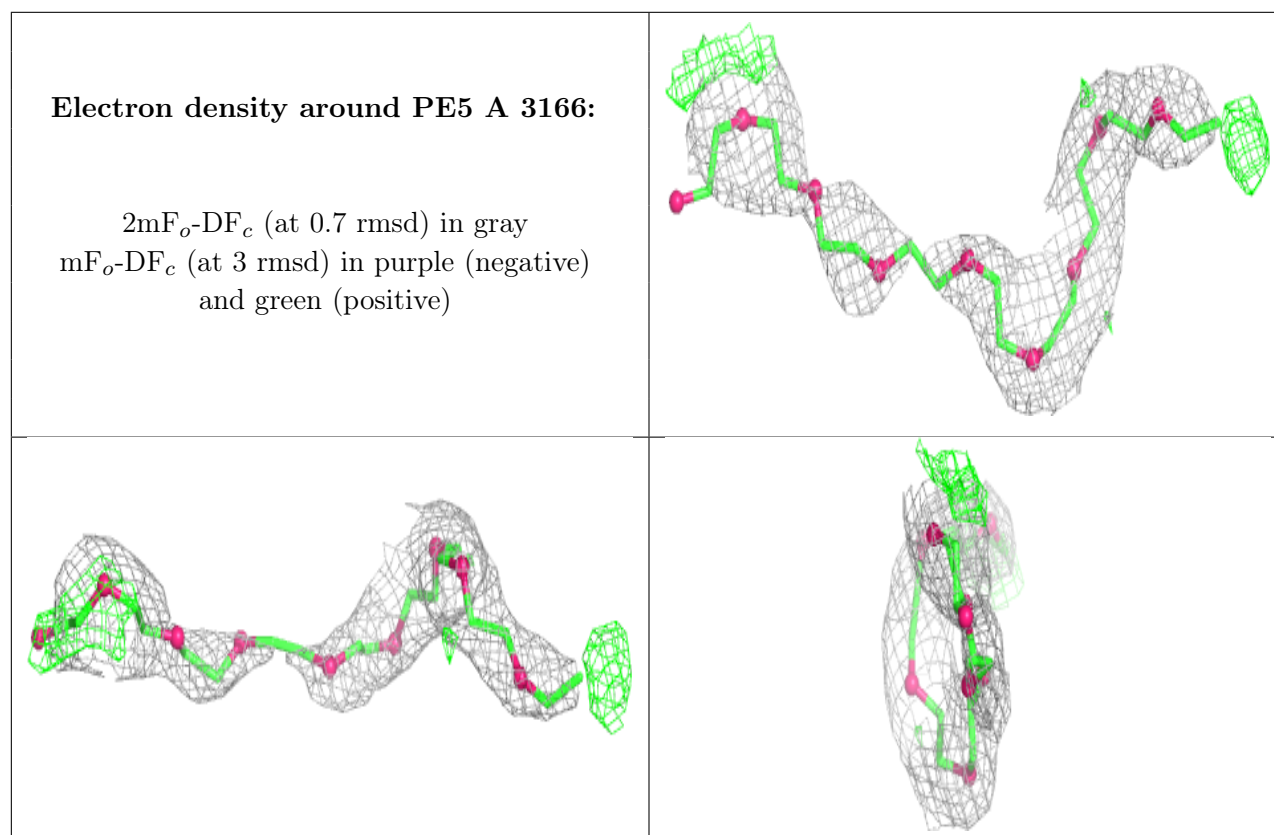 Electron density around PE5 A 3166:
2mFₒ-DF𝒸 (at 0.7 rmsd) in gray
mFₒ-DF𝒸 (at 3 rmsd) in purple (negative)
and green (positive)